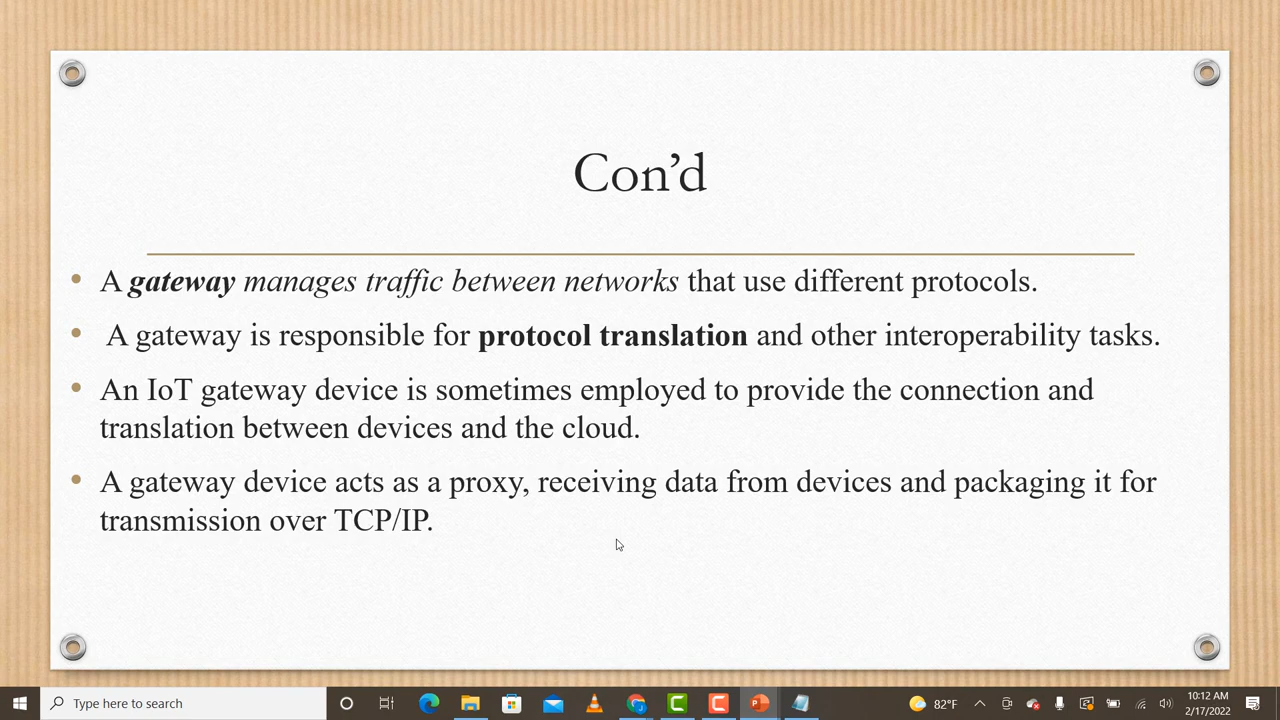 Con’d
• A gateway manages traffic between networks that use different protocols.
• A gateway is responsible for protocol translation and other interoperability tasks.
• An IoT gateway device is sometimes employed to provide the connection and
translation between devices and the cloud.
• A gateway device acts as a proxy, receiving data from devices and packaging it for
transmission over TCP/IP.
Type here to search
82°F
10:12 AM
2/17/2022